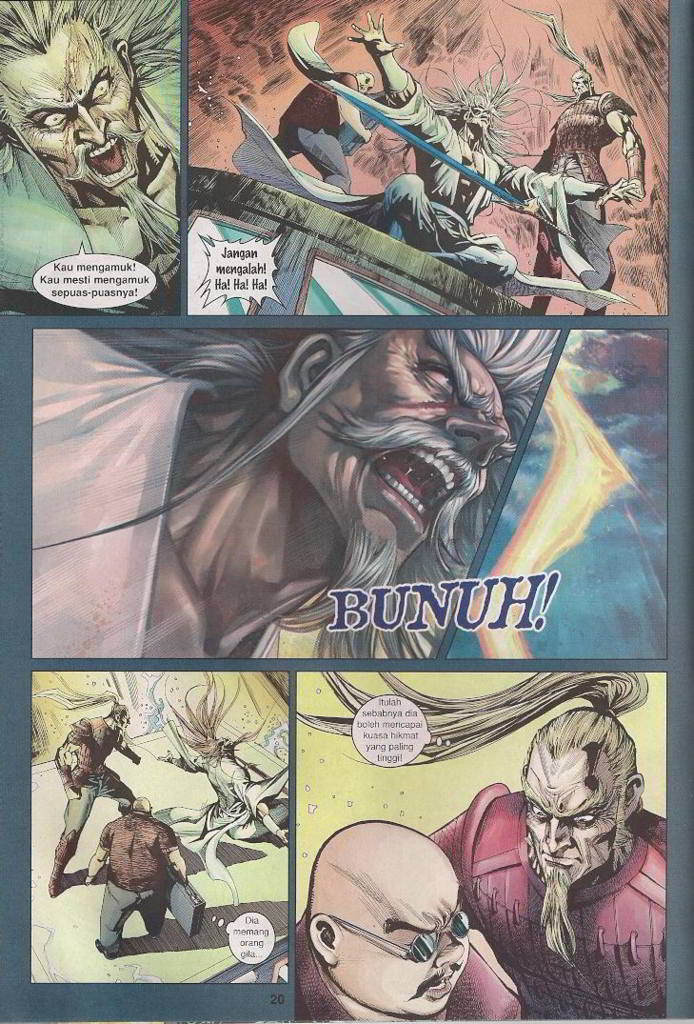 Kau mengamuk!
Kau mesti mengamuk
sepuas-puasnya!
Jangan
mengalah!
Ha! Ha! Ha!
BUNUH!
Dia
memang
orang
gila...
Itulah
sebabnya dia
boleh mencapai
kuasa hikmat
yang paling
tinggi!
20